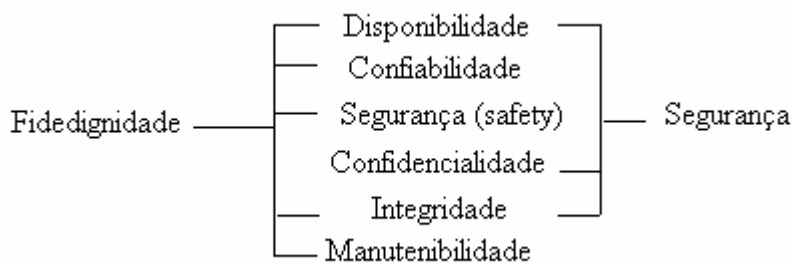 Disponibilidade
Confiabilidade
Fidedignidade
Segurança (safety)
Segurança
Confidencialidade
Integridade
Manutenibilidade